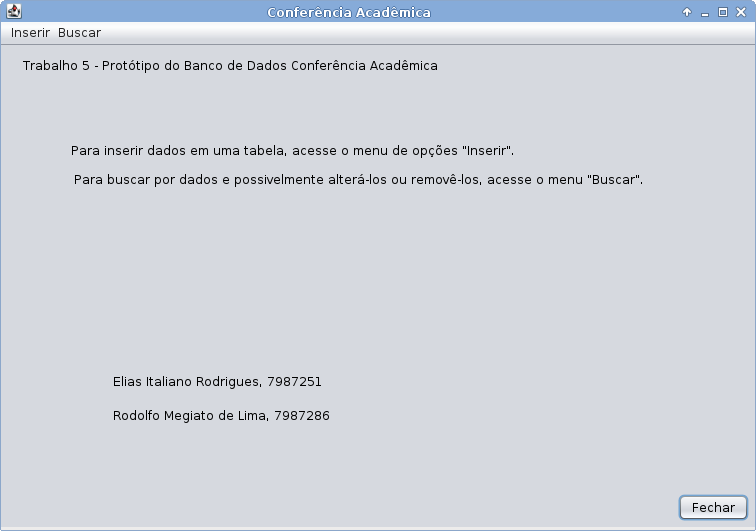 Conferência Acadêmica
Inserir Buscar
Trabalho 5 - Protótipo do Banco de Dados Conferência Acadêmica
Para inserir dados em uma tabela, acesse o menu de opções "Inserir".
Para buscar por dados e possivelmente alterá-los ou removê-los, acesse o menu "Buscar".
Elias Italiano Rodrigues, 7987251
Rodolfo Megiato de Lima, 7987286
Fechar